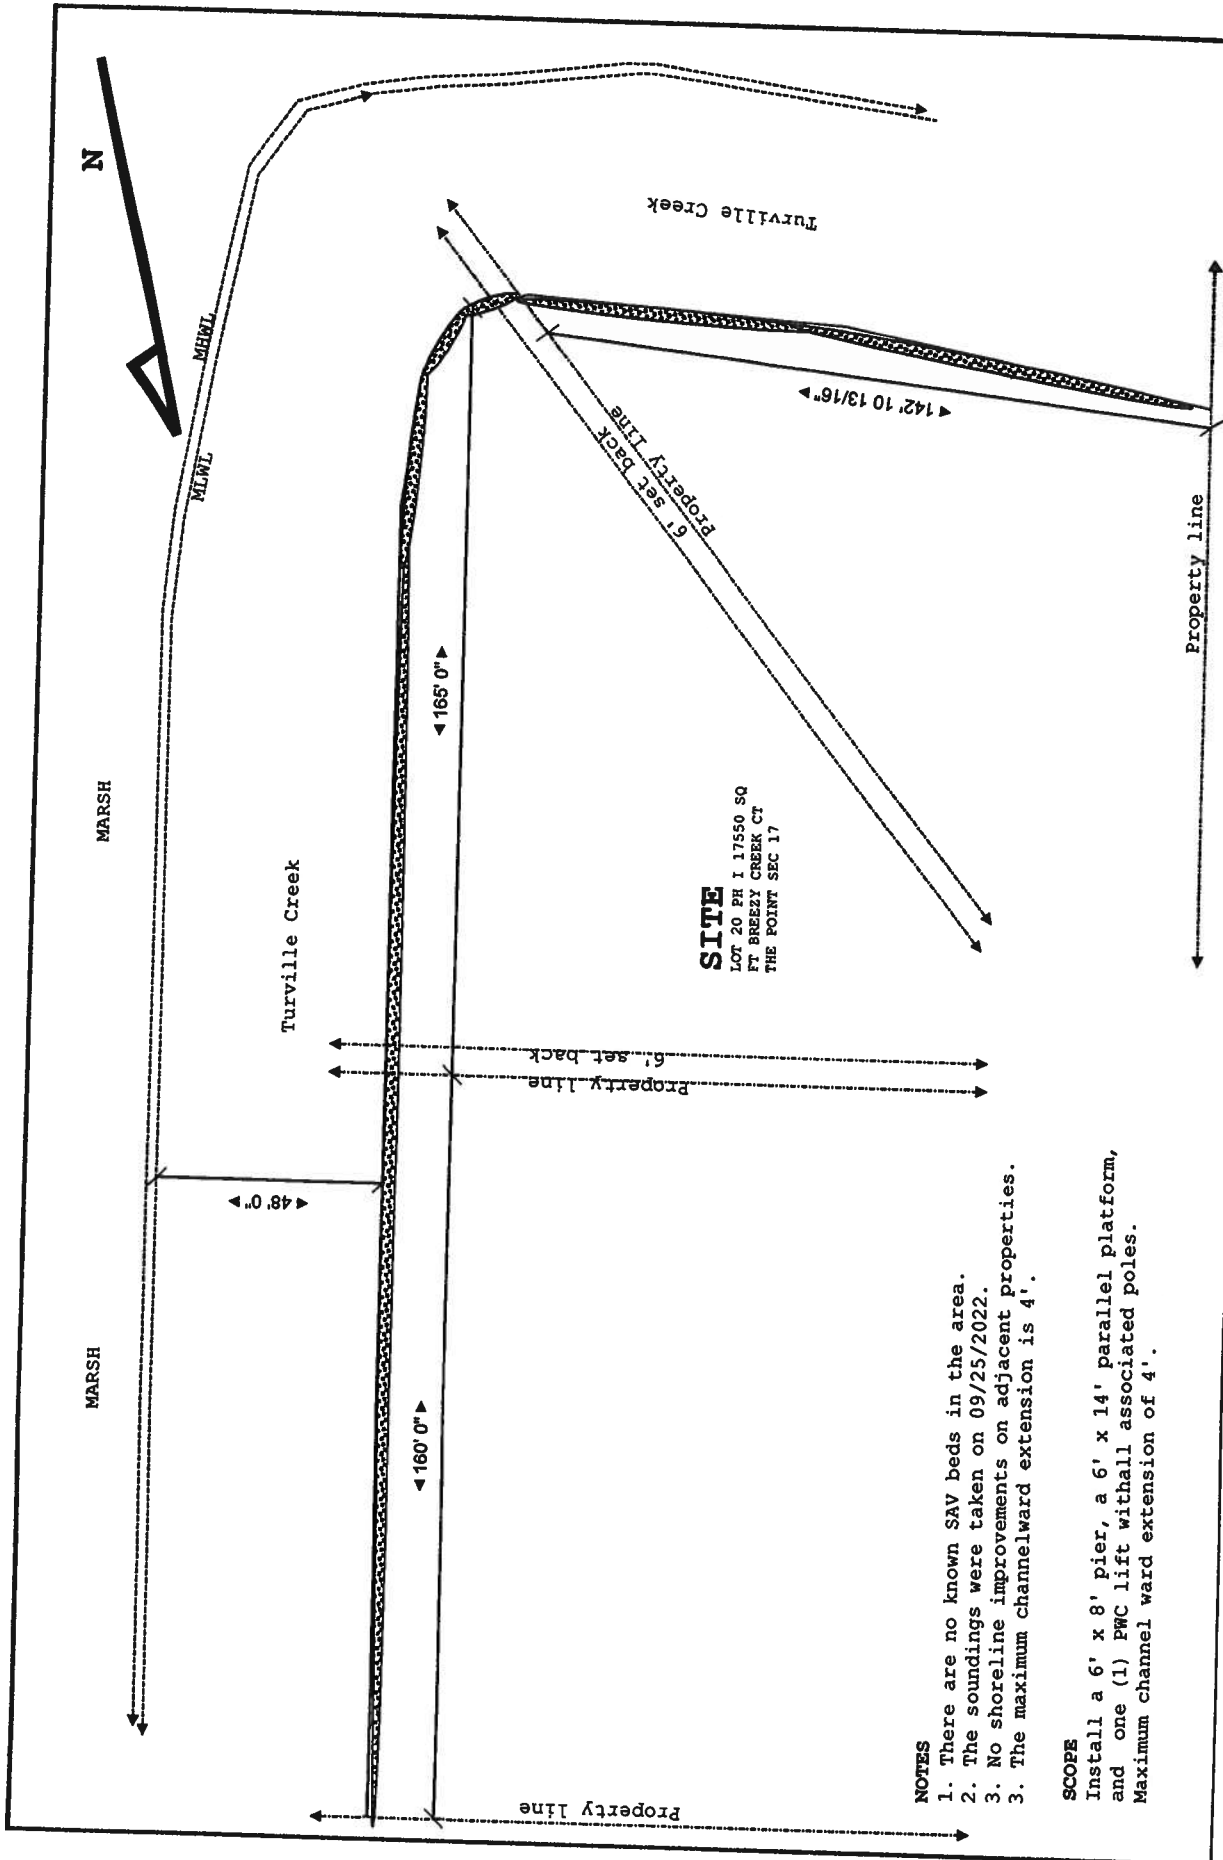 N
MHWL
MLWL
MARSH
MARSH
Turville Creek
Turville Creek
◄48' 0"►
◄160' 0"►
◄165' 0"►
◄142' 10 13/16"►
Property line
Property line
6' set back
6' set back
Property line
Property line
SITE
LOT 20 PH I 17550 SQ
FT BREEZY CREEK CT
THE POINT SEC 17
NOTES
1. There are no known SAV beds in the area.
2. The soundings were taken on 09/25/2022.
3. No shoreline improvements on adjacent properties.
3. The maximum channelward extension is 4'.
SCOPE
Install a 6' x 8' pier, a 6' x 14' parallel platform,
and one (1) PWC lift withall associated poles.
Maximum channel ward extension of 4'.